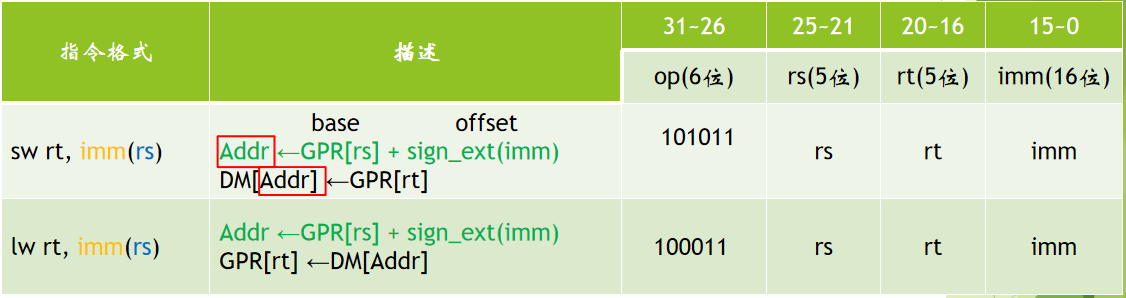 指令格式 描述 31~26 25~21 20~16 15~0
op(6位) rs(5位) rt(5位) imm(16位)
base offset
sw rt, imm(rs) Addr ←GPR[rs] + sign_ext(imm) 101011 rs rt imm
DM[Addr] ←GPR[rt]
lw rt, imm(rs) Addr ←GPR[rs] + sign_ext(imm) 100011 rs rt imm
GPR[rt] ←DM[Addr]